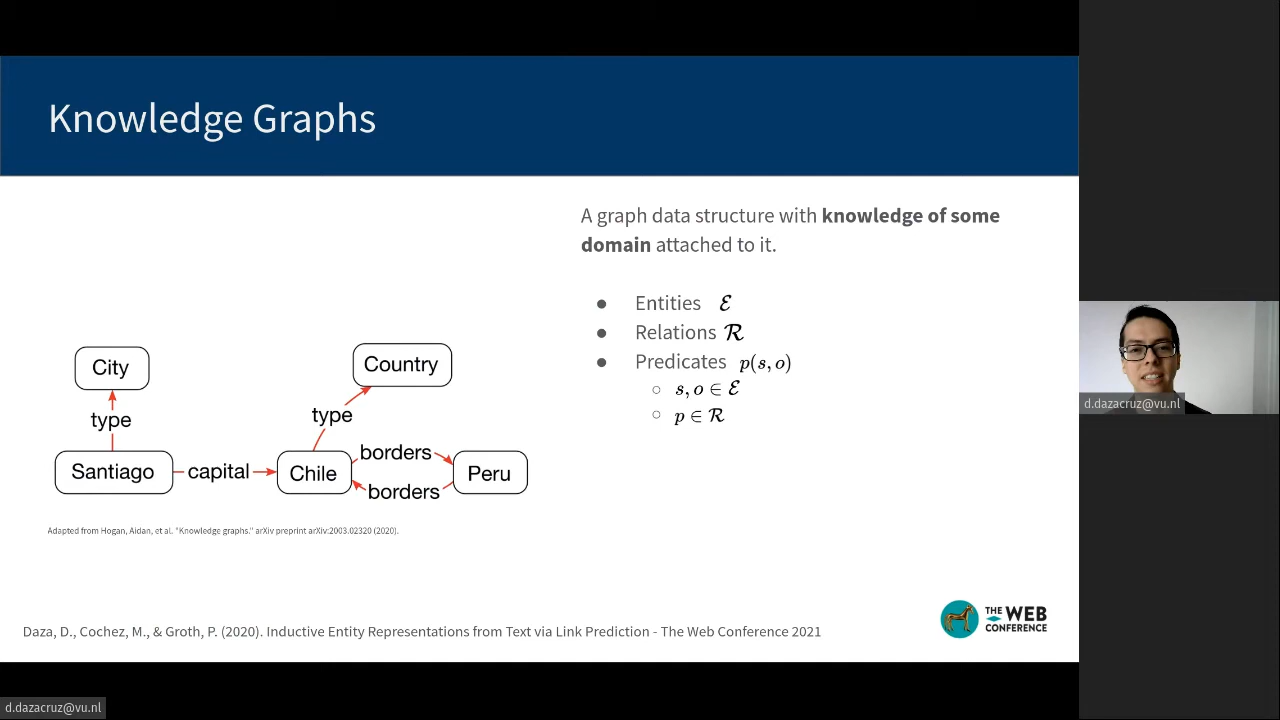 Knowledge Graphs
A graph data structure with knowledge of some
domain attached to it.
● Entities ℰ
● Relations ℛ
● Predicates p(s, o)
○ s, o ∈ ℰ
○ p ∈ ℛ
City
Country
type
type
Santiago
capital
Chile
borders
borders
Peru
Adapted from Hogan, Aidan, et al. "Knowledge graphs." arXiv preprint arXiv:2003.02320 (2020).
Daza, D., Cochez, M., & Groth, P. (2020). Inductive Entity Representations from Text via Link Prediction - The Web Conference 2021
THE WEB
CONFERENCE
d.dazacruz@vu.nl
d.dazacruz@vu.nl